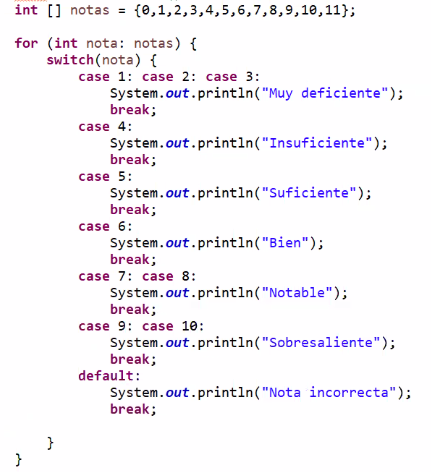 int [] notas = {0,1,2,3,4,5,6,7,8,9,10,11};
for (int nota: notas) {
switch(nota) {
case 1: case 2: case 3:
System.out.println("Muy deficiente");
break;
case 4:
System.out.println("Insuficiente");
break;
case 5:
System.out.println("Suficiente");
break;
case 6:
System.out.println("Bien");
break;
case 7: case 8:
System.out.println("Notable");
break;
case 9: case 10:
System.out.println("Sobresaliente");
break;
default:
System.out.println("Nota incorrecta");
break;
}
}